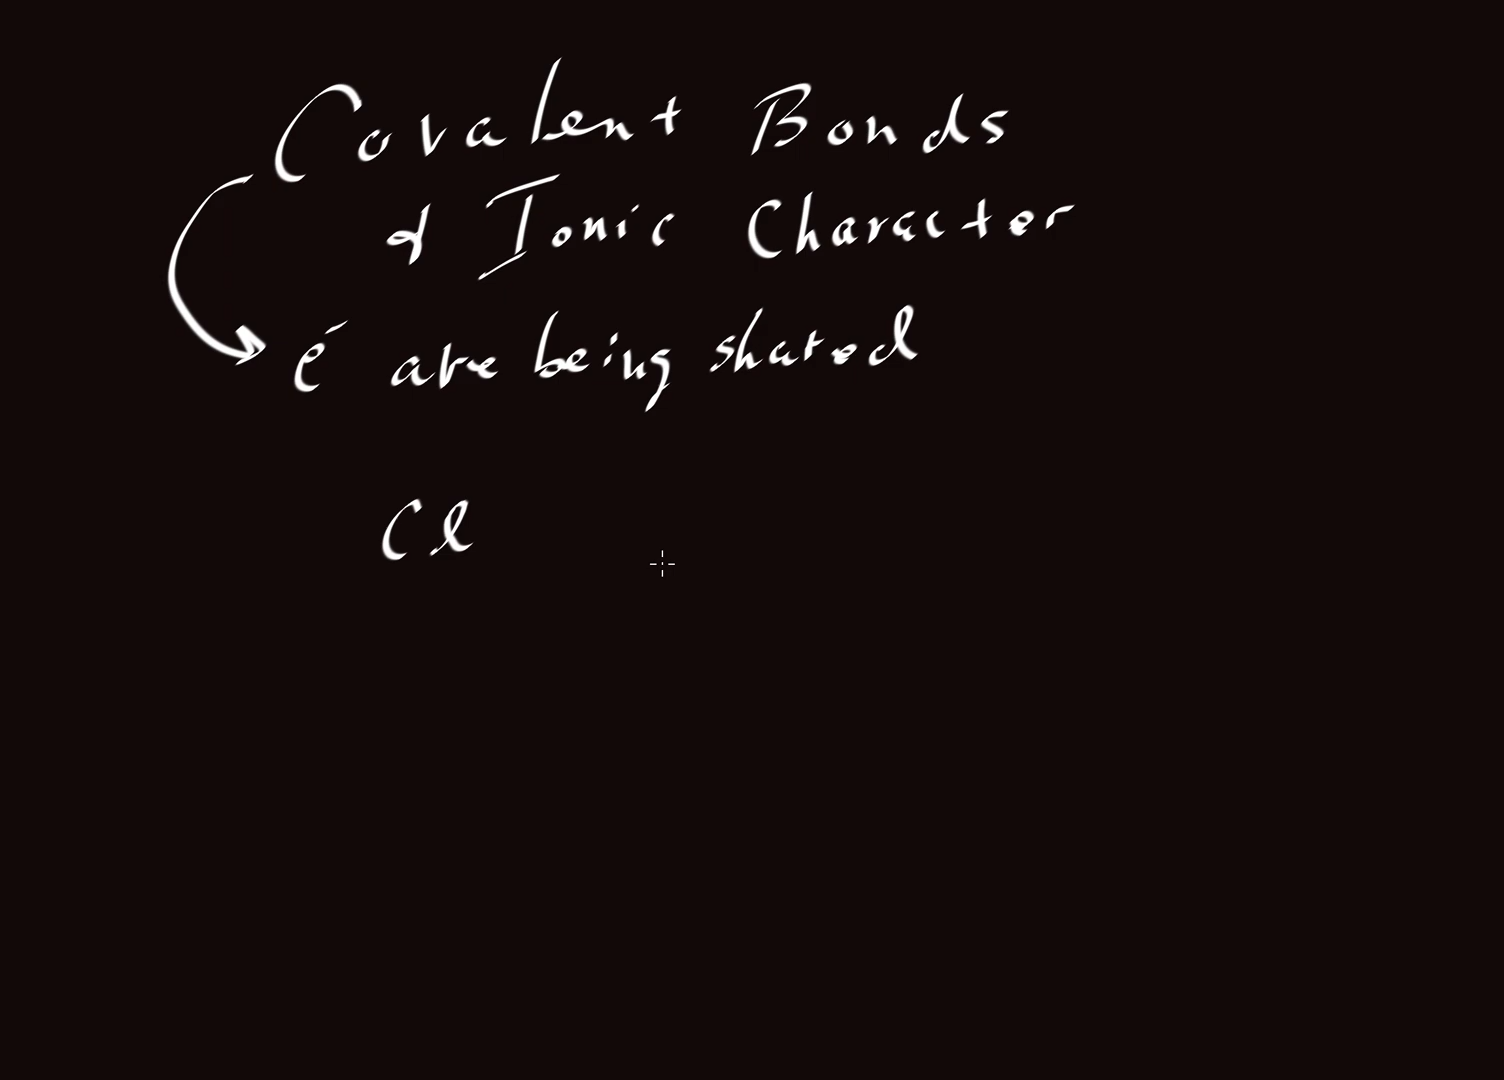 Covalent Bonds
& Ionic Character
e⁻ are being shared
Cl